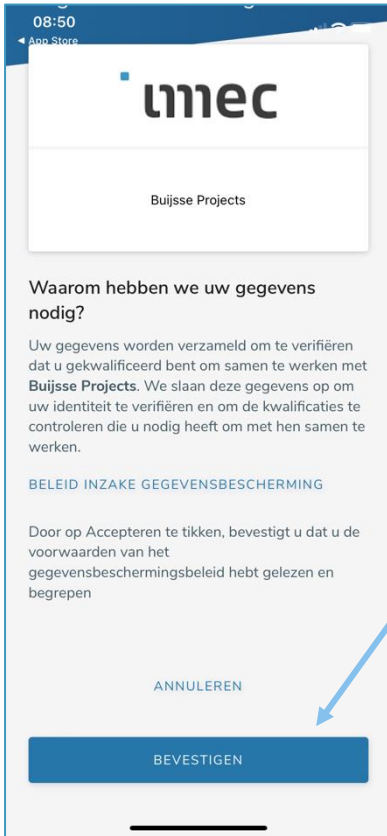 08:50
◀ App Store
imec
Buijsse Projects
Waarom hebben we uw gegevens
nodig?
Uw gegevens worden verzameld om te verifiëren
dat u gekwalificeerd bent om samen te werken met
Buijsse Projects. We slaan deze gegevens op om
uw identiteit te verifiëren en om de kwalificaties te
controleren die u nodig heeft om met hen samen te
werken.
BELEID INZAKE GEGEVENSBESCHERMING
Door op Accepteren te tikken, bevestigt u dat u de
voorwaarden van het
gegevensbeschermingsbeleid hebt gelezen en
begrepen
ANNULEREN
BEVESTIGEN